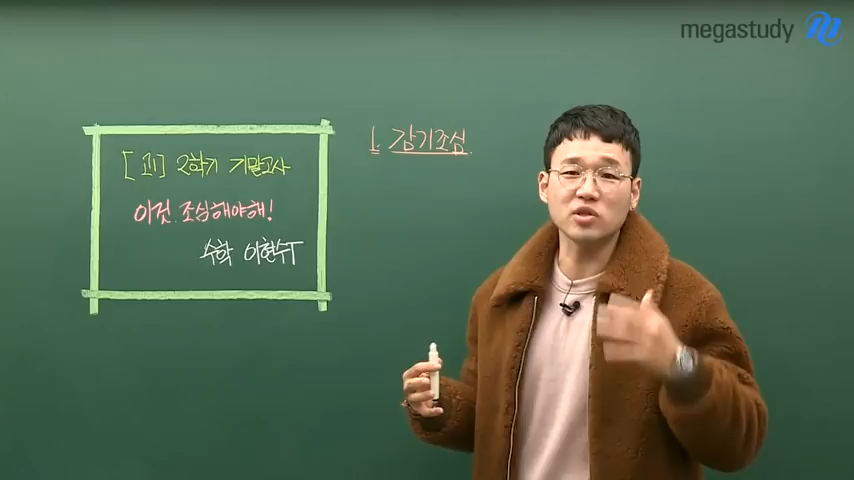 megastudy
[고1] 2학기 기말고사
이것 조심해야해!
수학 이현수T
1. 감기조심.